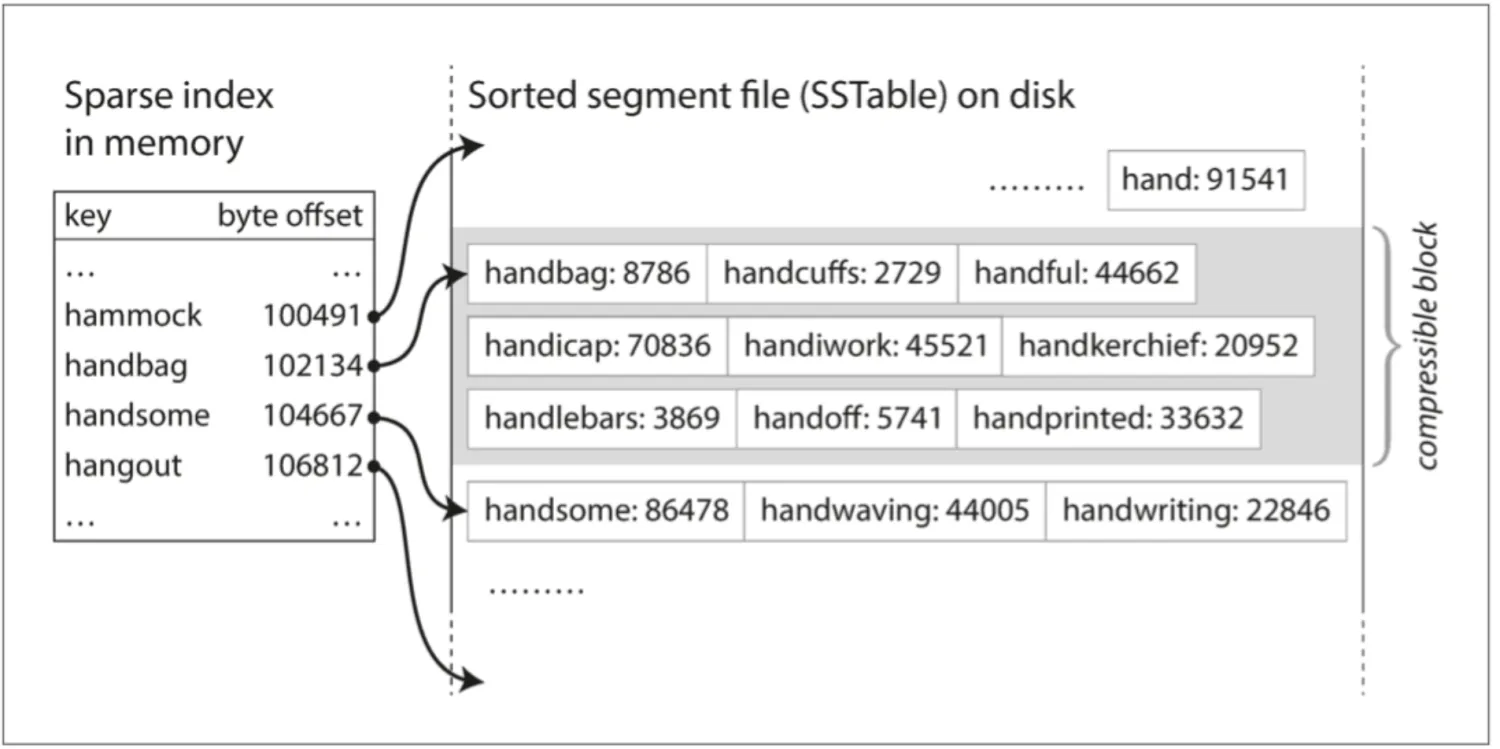 Sparse index
in memory
key byte offset
... ...
hammock 100491
handbag 102134
handsome 104667
hangout 106812
... ...
Sorted segment file (SSTable) on disk
......... hand: 91541
handbag: 8786 handcuffs: 2729 handful: 44662
handicap: 70836 handiwork: 45521 handkerchief: 20952
handlebars: 3869 handoff: 5741 handprinted: 33632
handsome: 86478 handwaving: 44005 handwriting: 22846
.........
compressible block